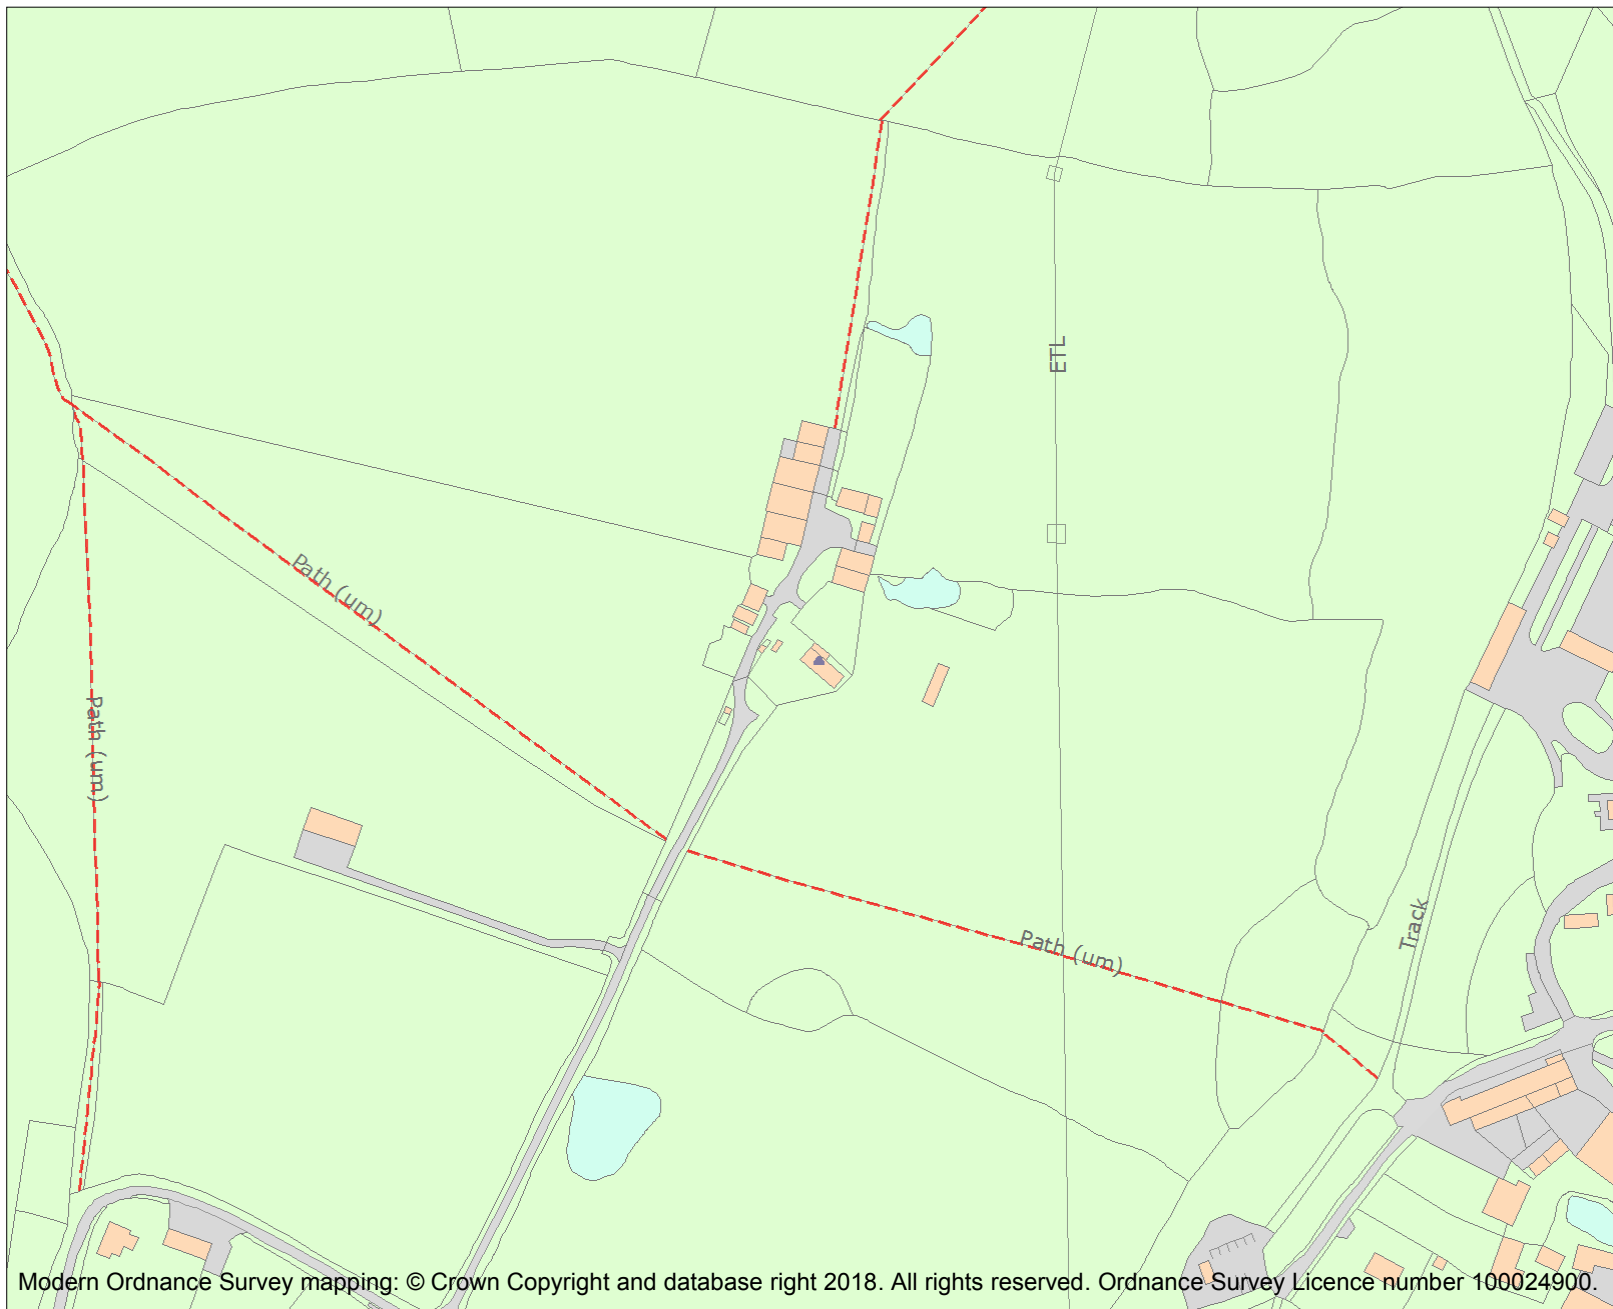 ETL
Path (um)
Path (um)
Track
Path (um)
Modern Ordnance Survey mapping: © Crown Copyright and database right 2018. All rights reserved. Ordnance Survey Licence number 100024900.